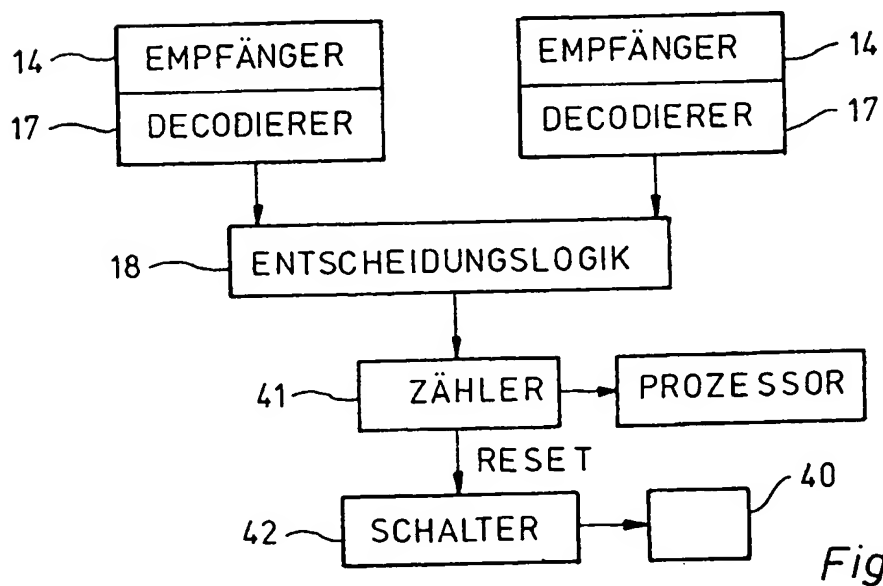 14 EMPFÄNGER EMPFÄNGER 14
17 DECODIERER DECODIERER 17
18 ENTSCHEIDUNGSLOGIK
41 ZÄHLER PROZESSOR
RESET
40
42 SCHALTER
Fig